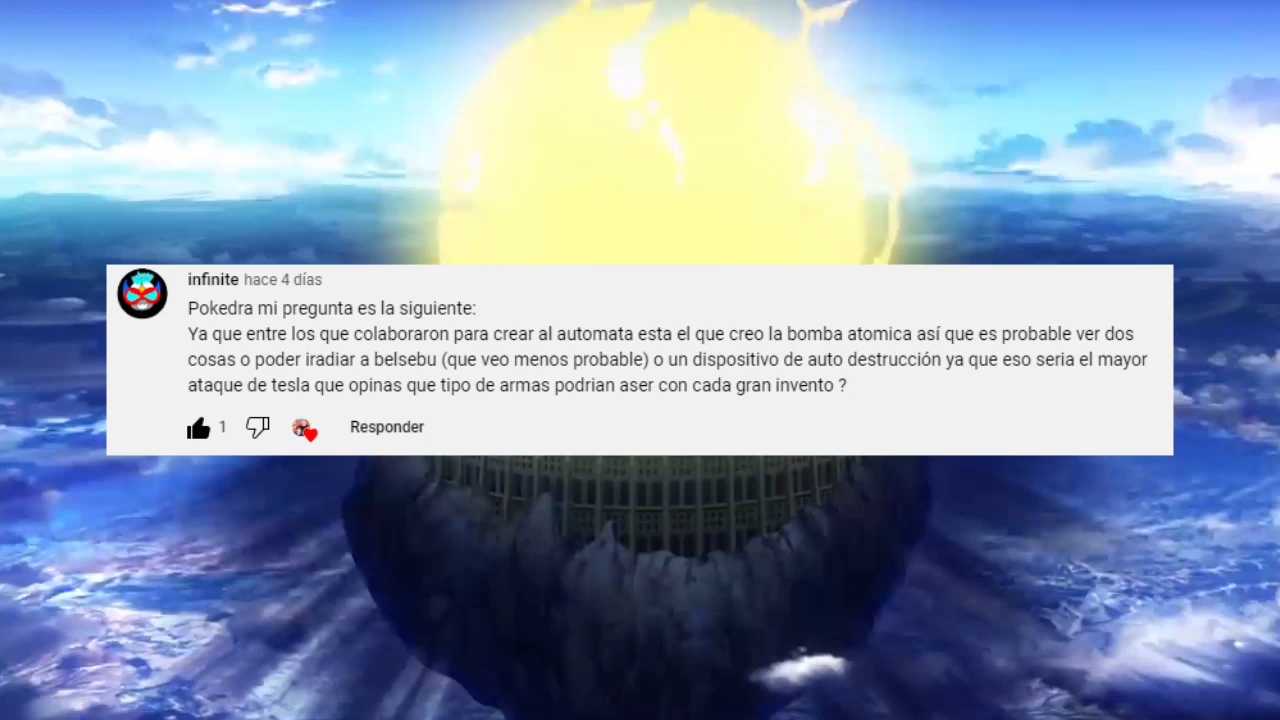 infinite hace 4 días
Pokedra mi pregunta es la siguiente:
Ya que entre los que colaboraron para crear al automata esta el que creo la bomba atomica así que es probable ver dos
cosas o poder iradiar a belsebu (que veo menos probable) o un dispositivo de auto destrucción ya que eso seria el mayor
ataque de tesla que opinas que tipo de armas podrian aser con cada gran invento ?
1 Responder